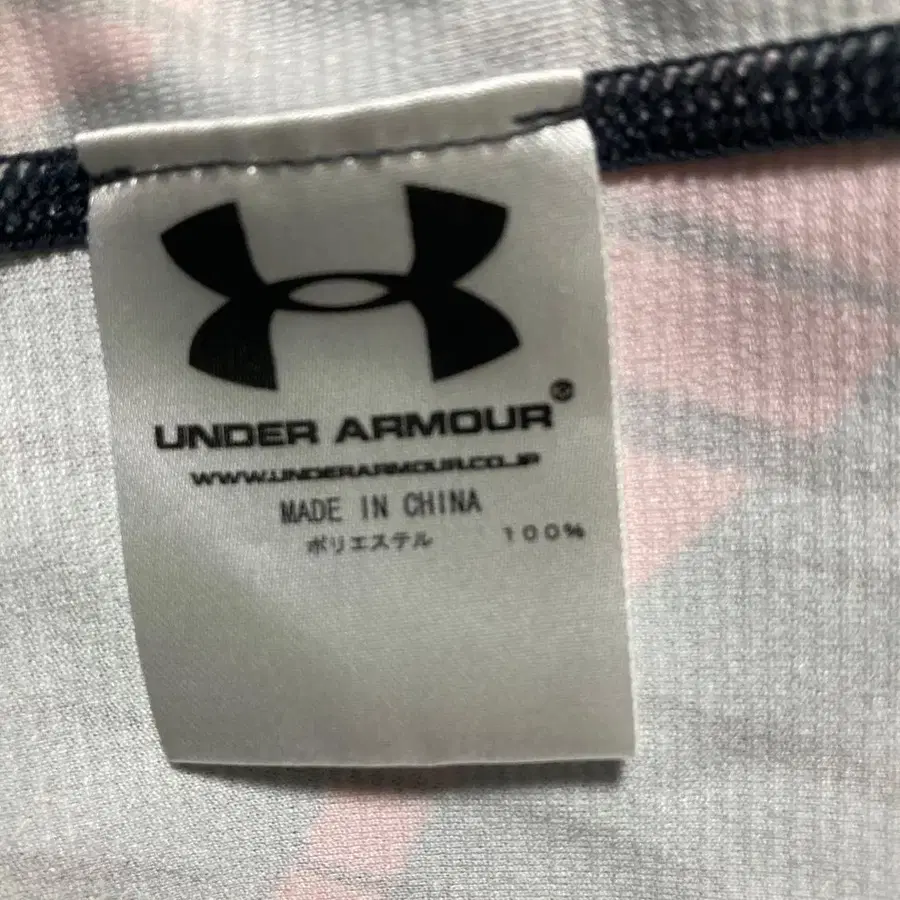 UNDER ARMOUR®
WWW.UNDERARMOUR.CO.JP
MADE IN CHINA
ポリエステル 100%